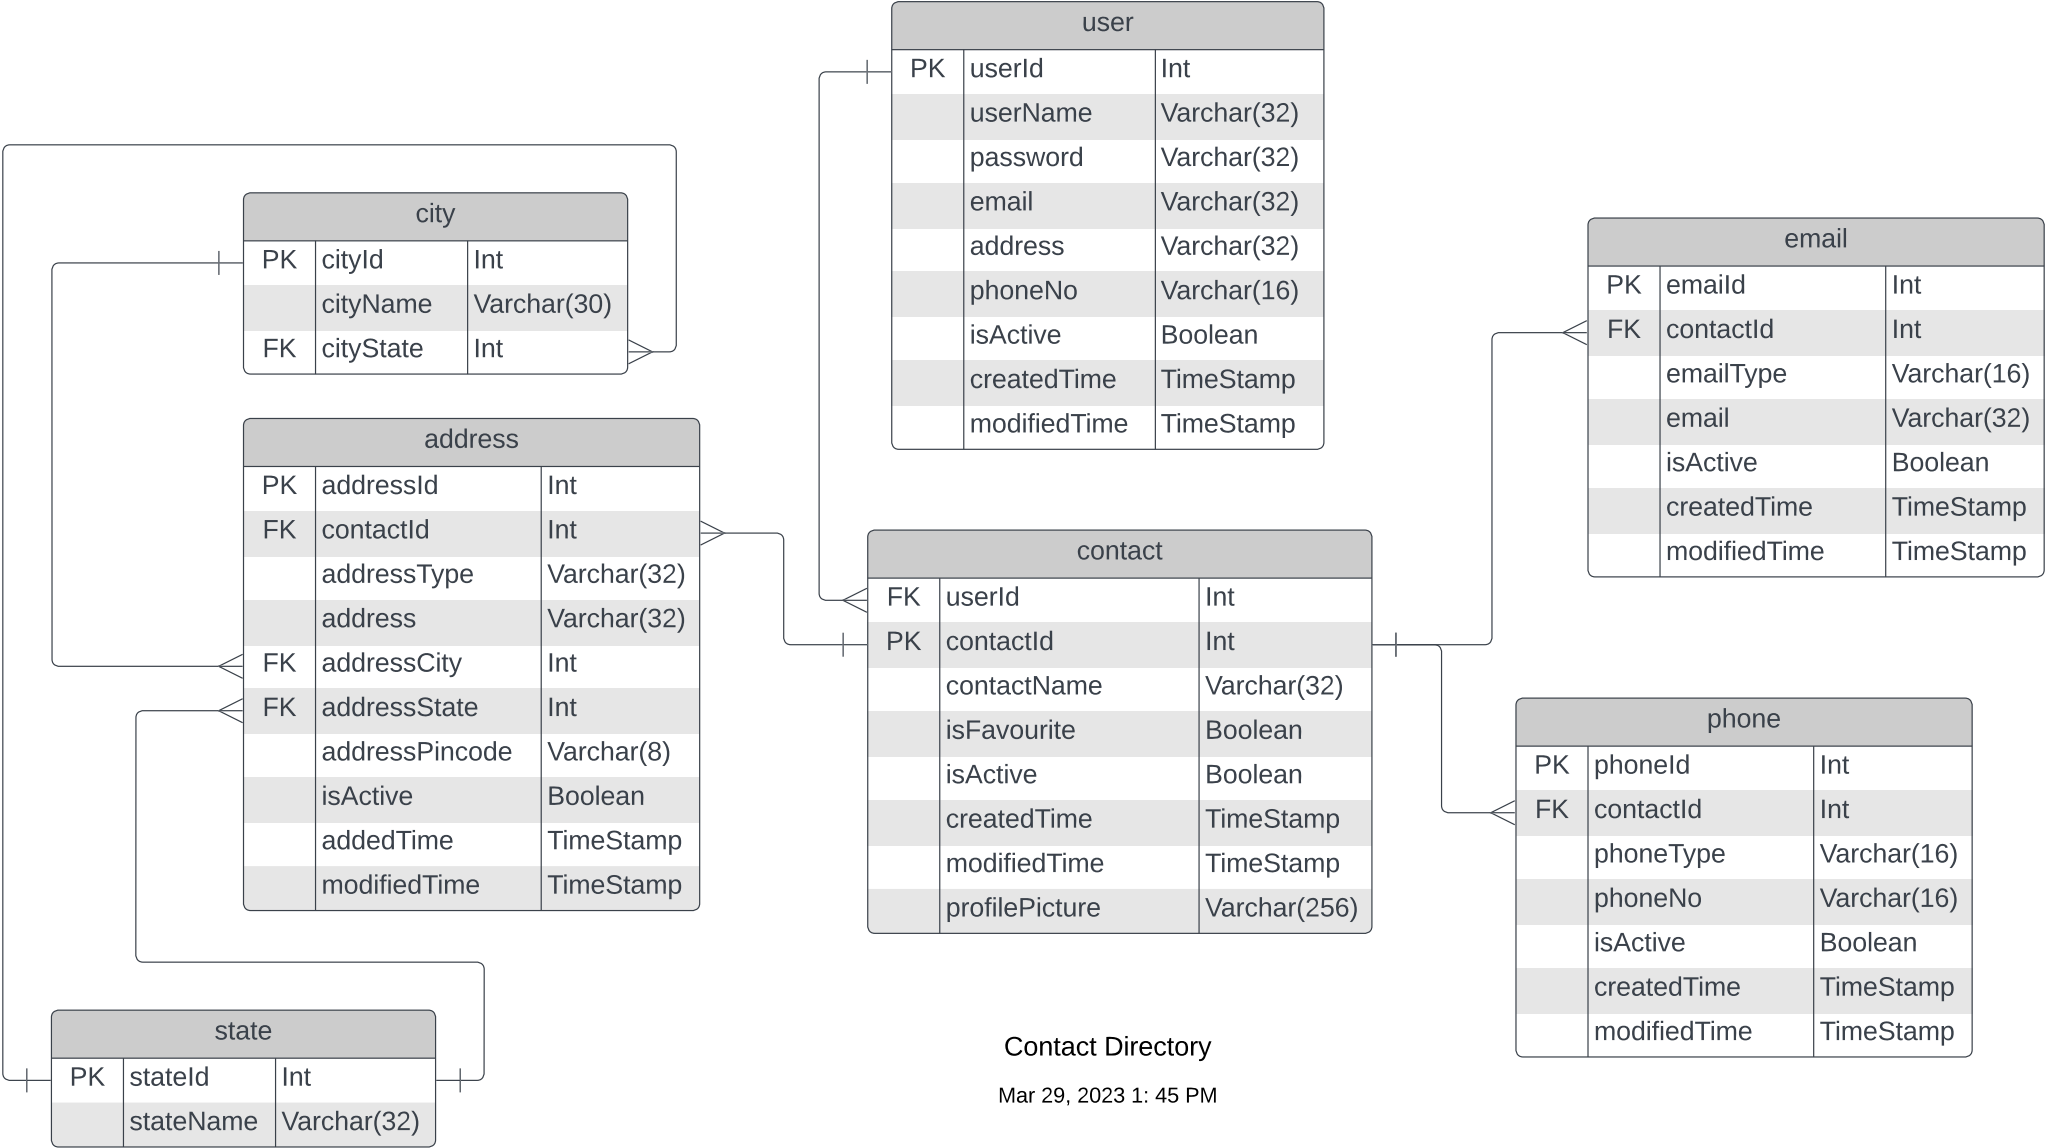 user
PK userId Int
userName Varchar(32)
password Varchar(32)
email Varchar(32)
address Varchar(32)
phoneNo Varchar(16)
isActive Boolean
createdTime TimeStamp
modifiedTime TimeStamp
city
PK cityId Int
cityName Varchar(30)
FK cityState Int
email
PK emaiId Int
FK contactId Int
emailType Varchar(16)
email Varchar(32)
isActive Boolean
createdTime TimeStamp
modifiedTime TimeStamp
address
PK addressId Int
FK contactId Int
addressType Varchar(32)
address Varchar(32)
FK addressCity Int
FK addressState Int
addressPincode Varchar(8)
isActive Boolean
addedTime TimeStamp
modifiedTime TimeStamp
contact
FK userId Int
PK contactId Int
contactName Varchar(32)
isFavourite Boolean
isActive Boolean
createdTime TimeStamp
modifiedTime TimeStamp
profilePicture Varchar(256)
phone
PK phoneId Int
FK contactId Int
phoneType Varchar(16)
phoneNo Varchar(16)
isActive Boolean
createdTime TimeStamp
modifiedTime TimeStamp
state
PK stateId Int
stateName Varchar(32)
Contact Directory
Mar 29, 2023 1: 45 PM